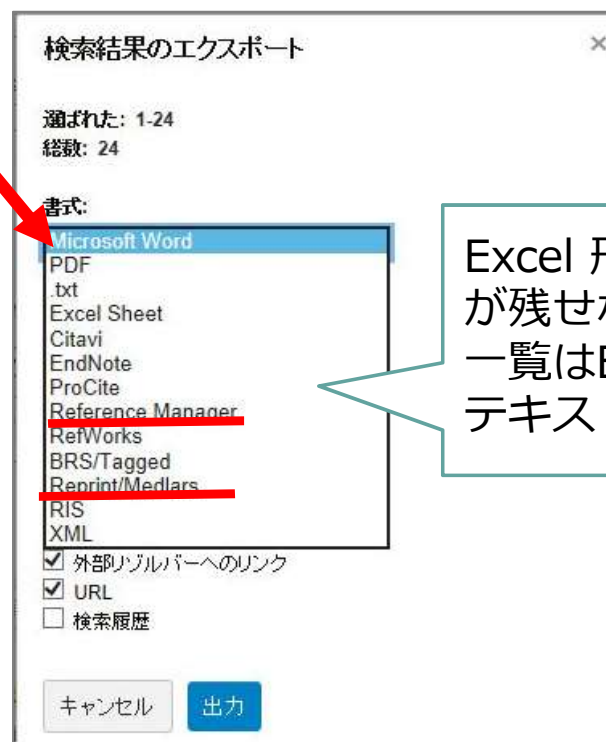 検索結果のエクスポート
×
選ばれた: 1-24
総数: 24
書式:
Microsoft Word
PDF
.txt
Excel Sheet
Citavi
EndNote
ProCite
Reference Manager
RefWorks
BRS/Tagged
Reprint/Medlars
RIS
XML
外部リゾルバーへのリンク
URL
検索履歴
キャンセル 出力
Excel
が残せ
一覧は
テキス